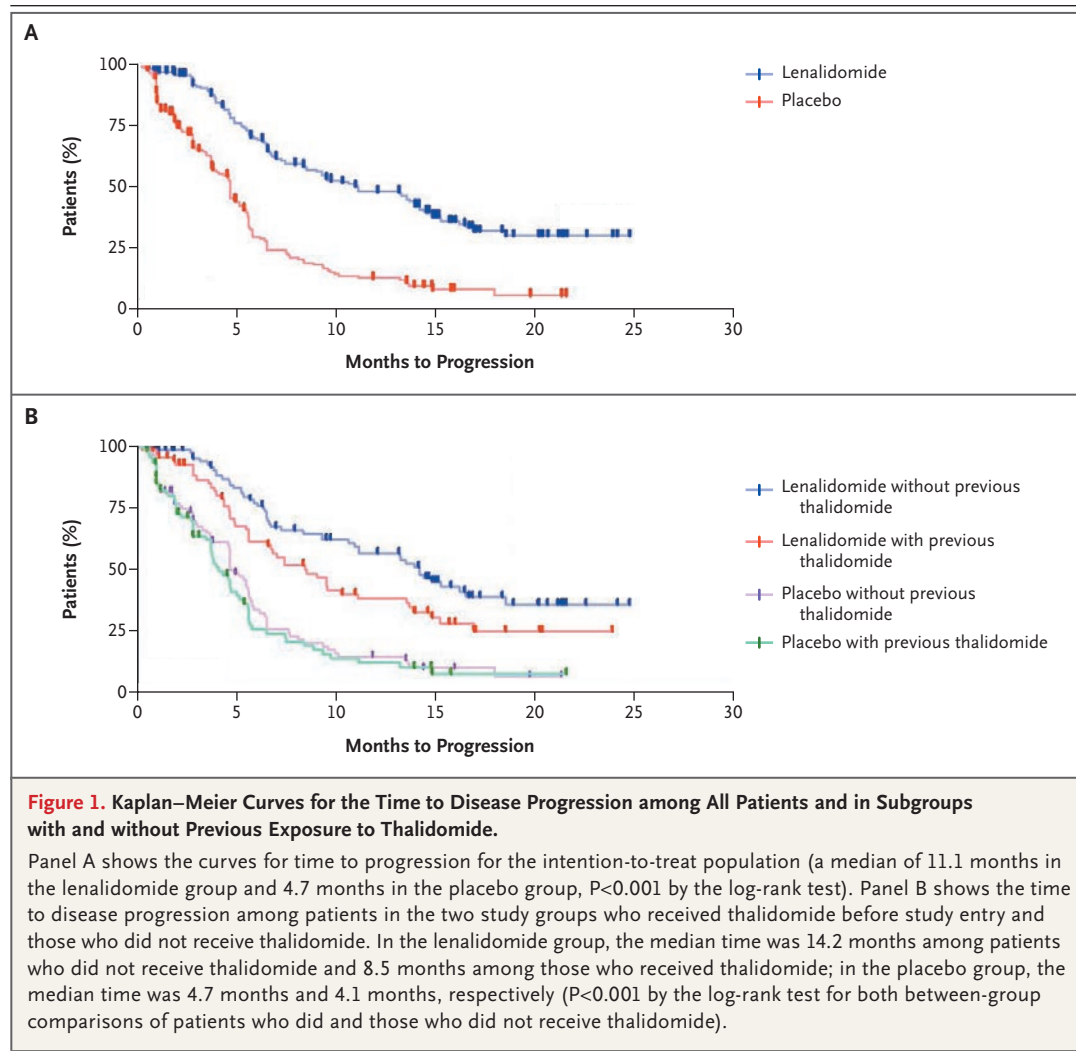 A
100
75
50
25
0
Patients (%)
0 5 10 15 20 25 30
Months to Progression
Lenalidomide
Placebo
B
100
75
50
25
0
Patients (%)
0 5 10 15 20 25 30
Months to Progression
Lenalidomide without previous
thalidomide
Lenalidomide with previous
thalidomide
Placebo without previous
thalidomide
Placebo with previous thalidomide
Figure 1. Kaplan–Meier Curves for the Time to Disease Progression among All Patients and in Subgroups
with and without Previous Exposure to Thalidomide.
Panel A shows the curves for time to progression for the intention-to-treat population (a median of 11.1 months in
the lenalidomide group and 4.7 months in the placebo group, P<0.001 by the log-rank test). Panel B shows the time
to disease progression among patients in the two study groups who received thalidomide before study entry and
those who did not receive thalidomide. In the lenalidomide group, the median time was 14.2 months among patients
who did not receive thalidomide and 8.5 months among those who received thalidomide; in the placebo group, the
median time was 4.7 months and 4.1 months, respectively (P<0.001 by the log-rank test for both between-group
comparisons of patients who did and those who did not receive thalidomide).